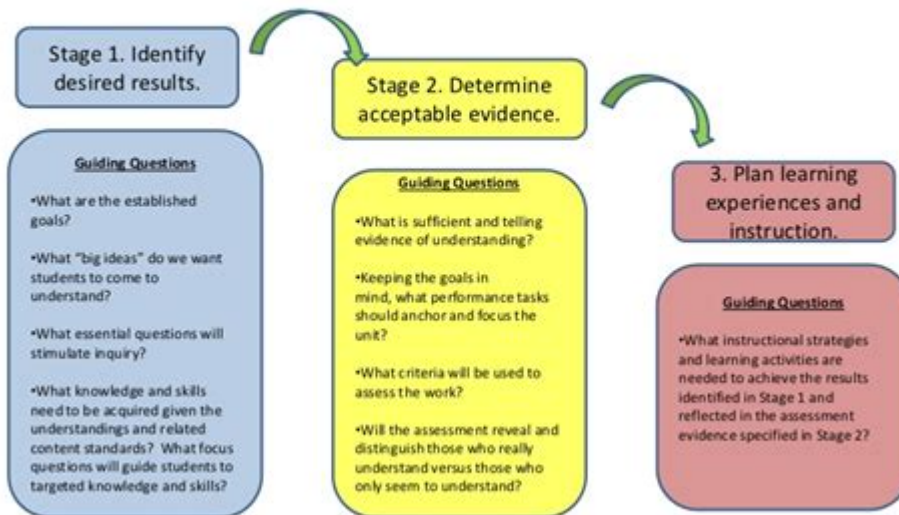 Stage 1. Identify
desired results.
Guiding Questions
•What are the established
goals?
•What “big ideas” do we want
students to come to
understand?
•What essential questions will
stimulate inquiry?
•What knowledge and skills
need to be acquired given the
understandings and related
content standards? What focus
questions will guide students to
targeted knowledge and skills?
Stage 2. Determine
acceptable evidence.
Guiding Questions
•What is sufficient and telling
evidence of understanding?
•Keeping the goals in
mind, what performance tasks
should anchor and focus the
unit?
•What criteria will be used to
assess the work?
•Will the assessment reveal and
distinguish those who really
understand versus those who
only seem to understand?
3. Plan learning
experiences and
instruction.
Guiding Questions
•What instructional strategies
and learning activities are
needed to achieve the results
identified in Stage 1 and
reflected in the assessment
evidence specified in Stage 2?